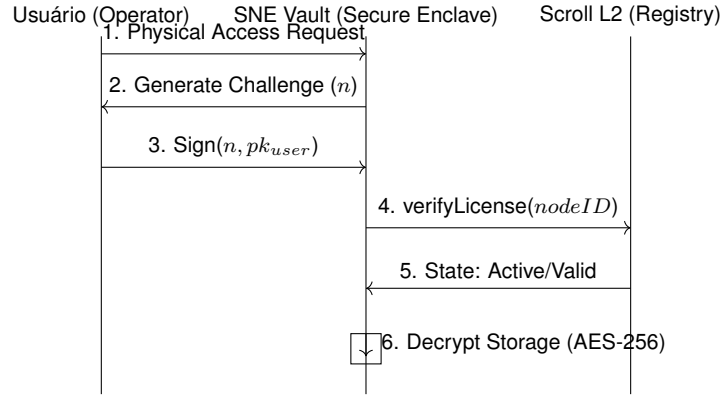 Usuário (Operator) SNE Vault (Secure Enclave) Scroll L2 (Registry)
1. Physical Access Request
2. Generate Challenge (n)
3. Sign(n, pk_user)
4. verifyLicense(nodeID)
5. State: Active/Valid
6. Decrypt Storage (AES-256)